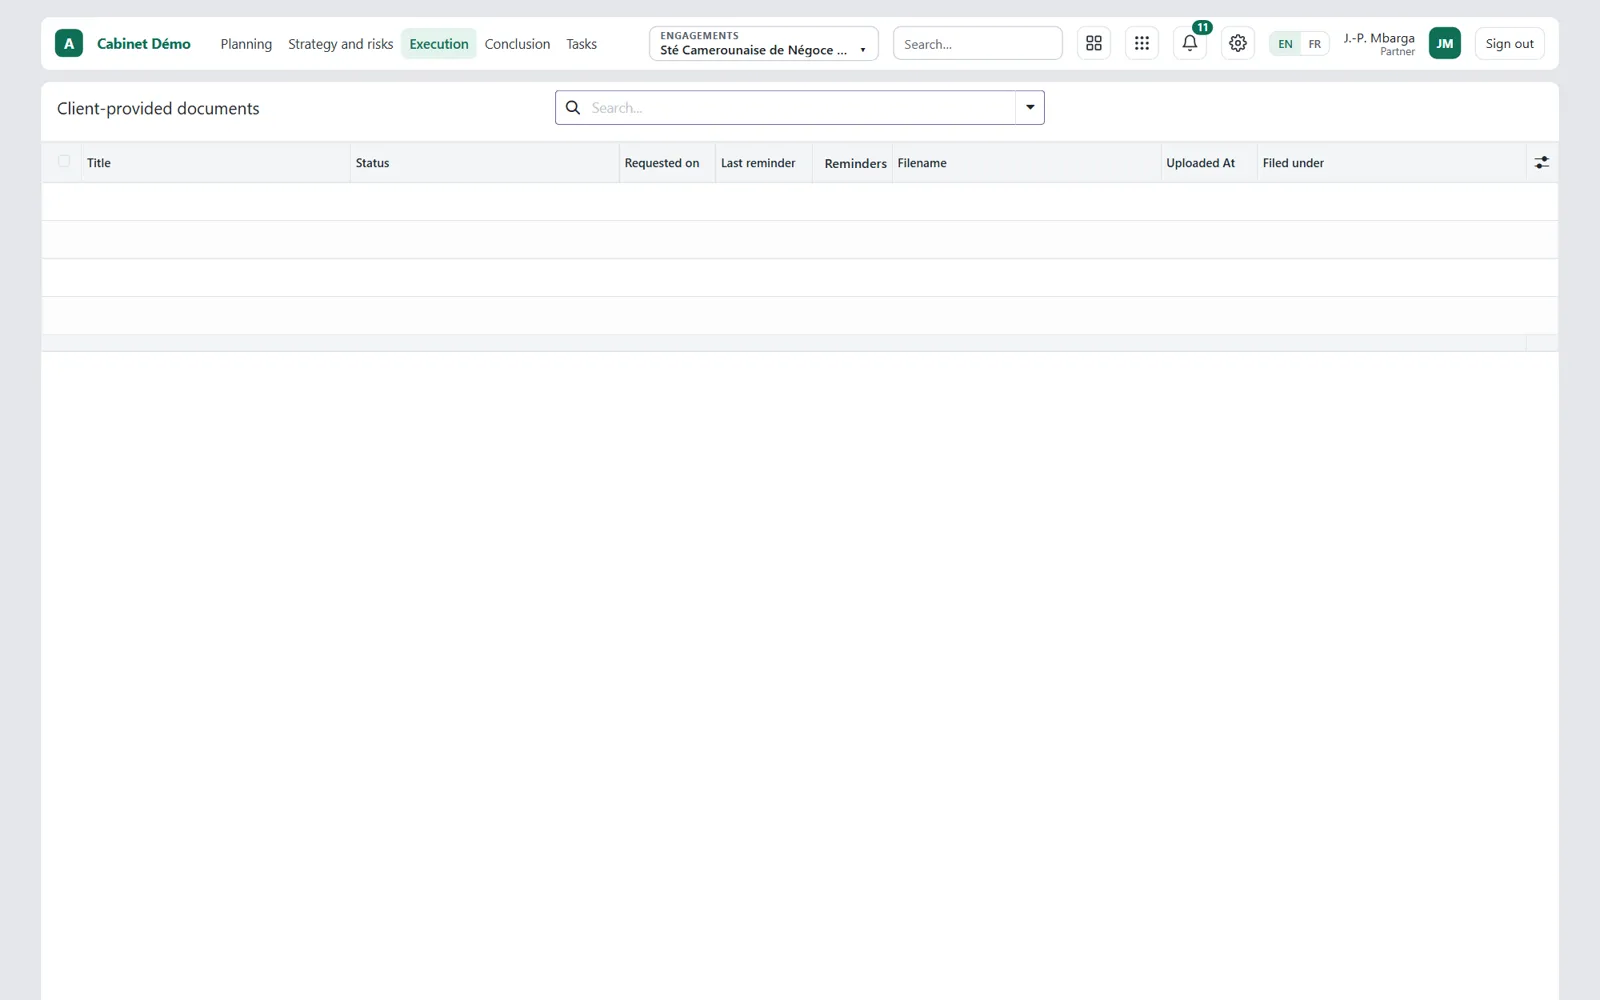 A Cabinet Démo Planning Strategy and risks Execution Conclusion Tasks
ENGAGEMENTS
Sté Camerounaise de Négoce ...
Search...
11
EN FR
J.-P. Mbarga
Partner
JM
Sign out
Client-provided documents
Search...
Title Status Requested on Last reminder Reminders Filename Uploaded At Filed under